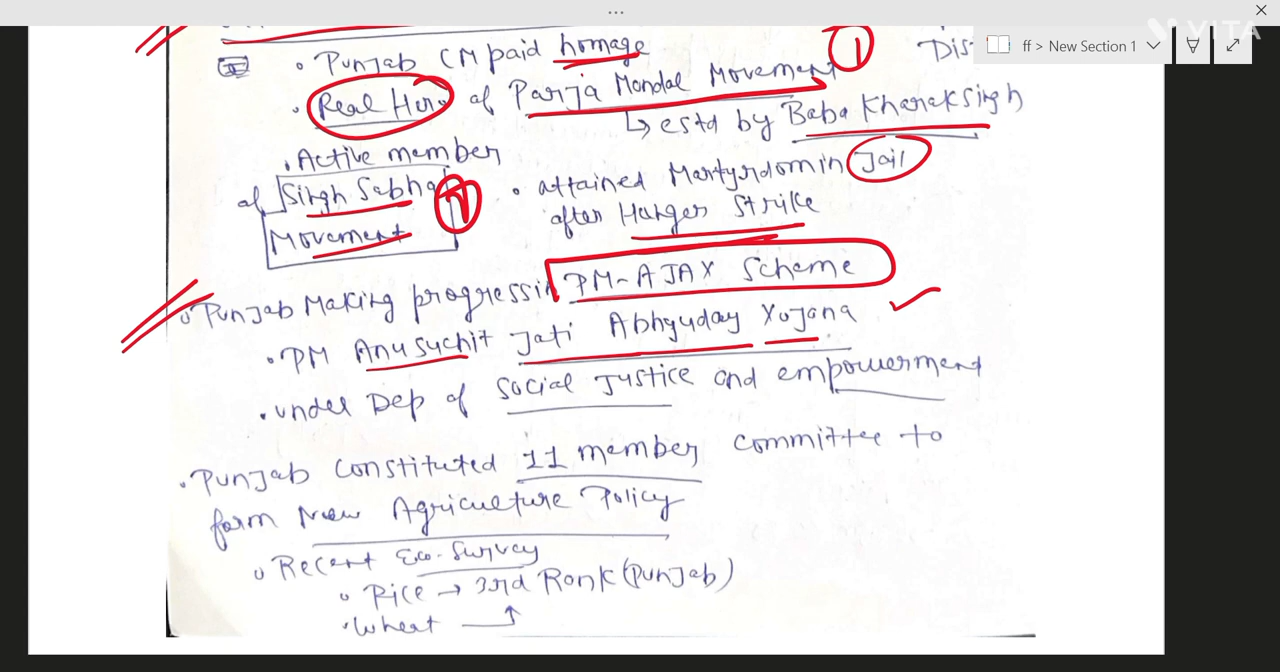 VITA
ff > New Section 1
Punjab CM paid homage
Dis
Real Hero of Parja Mandal Movement 1
↳ estd by Baba Kharak Singh
Active member
of Singh Sabha
Movement
attained Martyrdom in Jail
after Hunger Strike
Punjab Making progress in PM-AJAY Scheme
PM Anusuchit Jati Abhyuday Yojana
under Dep of Social Justice and empowerment
Punjab constituted 11 member committee to
form New Agriculture Policy
Recent Eco-Survey
Rice → 3rd Rank (Punjab)
Wheat